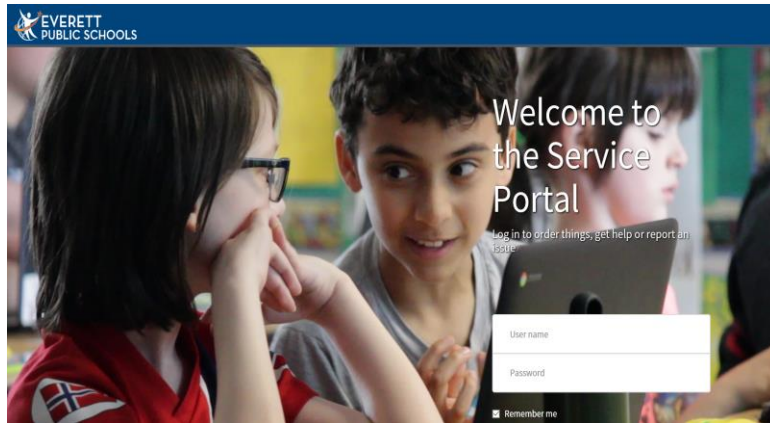 EVERETT
PUBLIC SCHOOLS
Welcome to
the Service
Portal
Log in to order things, get help or report an
issue
User name
Password
Remember me